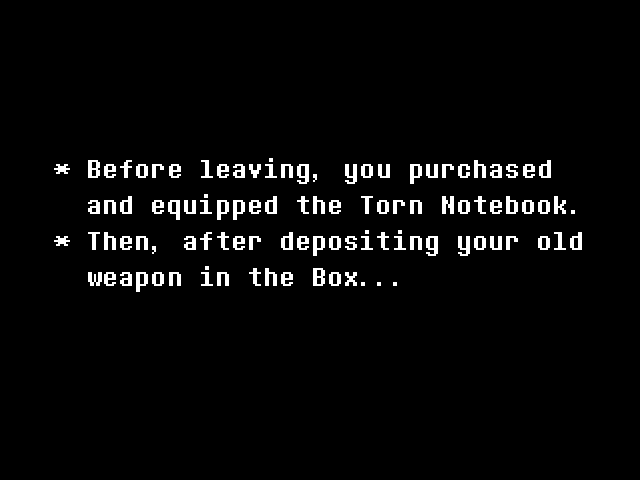 * Before leaving, you purchased
and equipped the Torn Notebook.
* Then, after depositing your old
weapon in the Box...